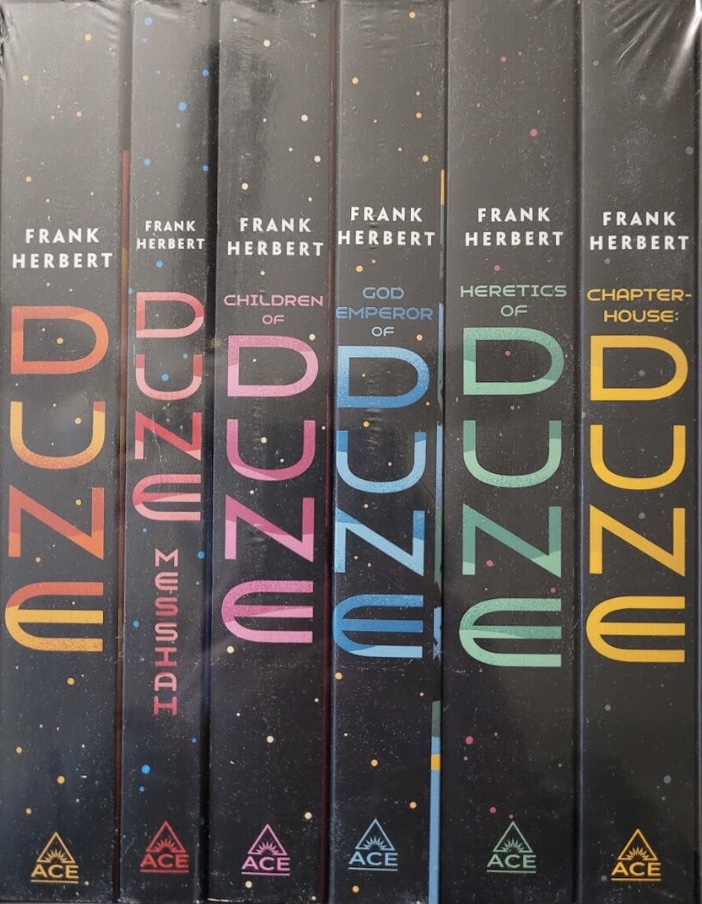 FRANK
HERBERT
DUNE
ACE
FRANK
HERBERT
DUNE
MESSIAH
ACE
FRANK
HERBERT
CHILDREN
OF
DUNE
ACE
FRANK
HERBERT
GOD
EMPEROR
OF
DUNE
ACE
FRANK
HERBERT
HERETICS
OF
DUNE
ACE
FRANK
HERBERT
CHAPTER-
HOUSE:
DUNE
ACE